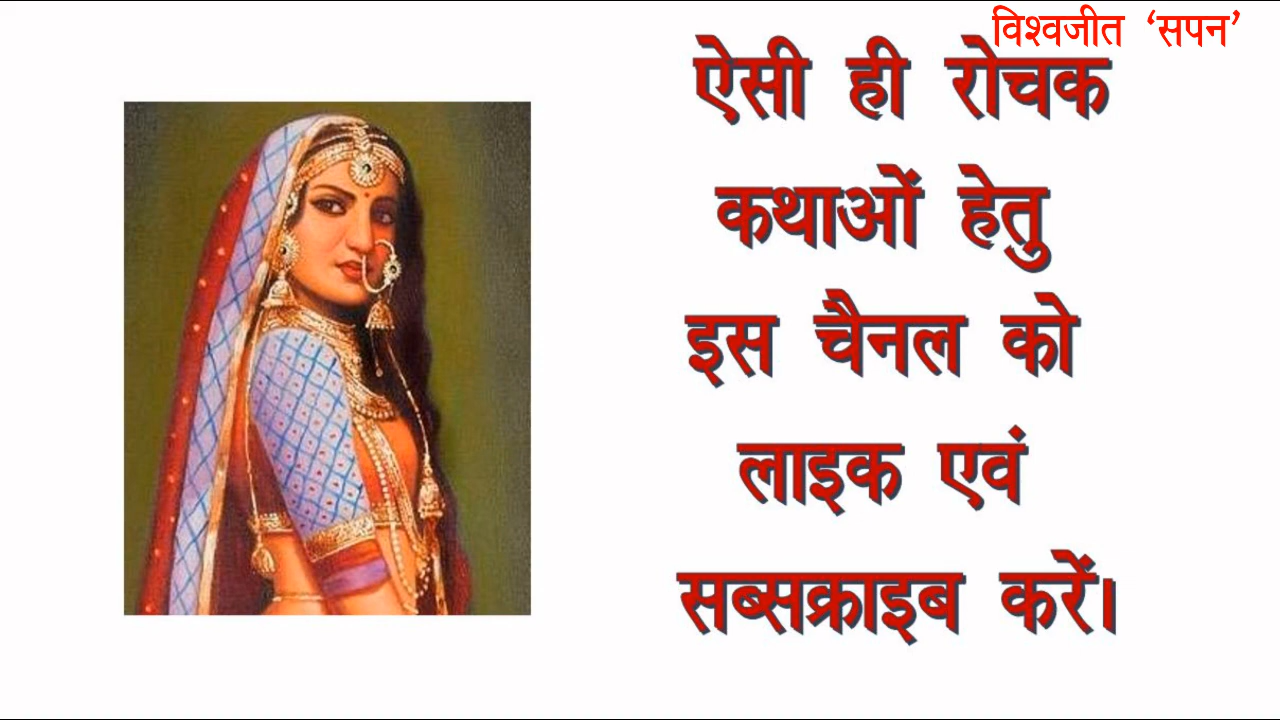 विश्वजीत ‘सपन’
ऐसी ही रोचक
कथाओं हेतु
इस चैनल को
लाइक एवं
सब्सक्राइब करें।